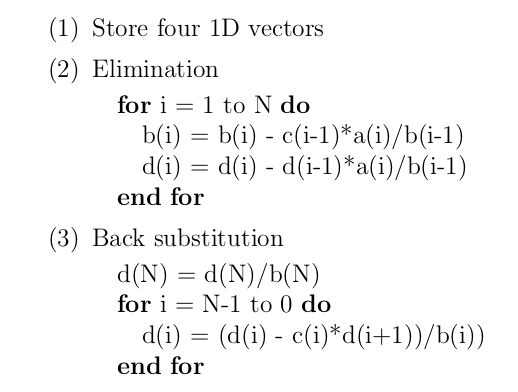 (1) Store four 1D vectors
(2) Elimination
for i = 1 to N do
b(i) = b(i) - c(i-1)*a(i)/b(i-1)
d(i) = d(i) - d(i-1)*a(i)/b(i-1)
end for
(3) Back substitution
d(N) = d(N)/b(N)
for i = N-1 to 0 do
d(i) = (d(i) - c(i)*d(i+1))/b(i))
end for